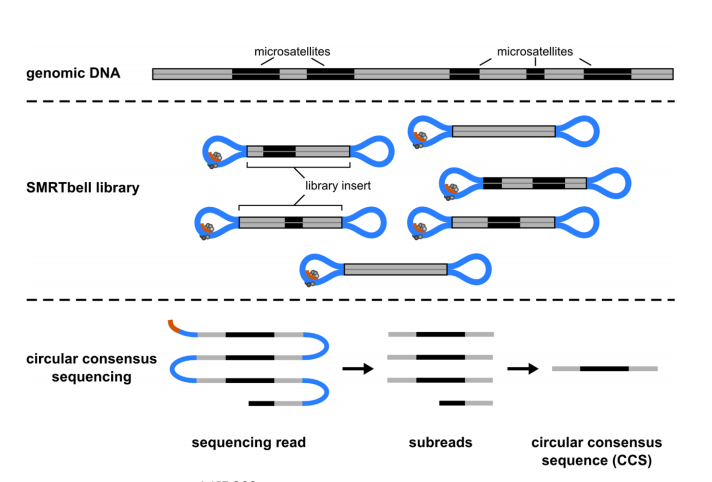 microsatellites microsatellites
genomic DNA
SMRTbell library
library insert
circular consensus
sequencing
sequencing read subreads circular consensus
sequence (CCS)